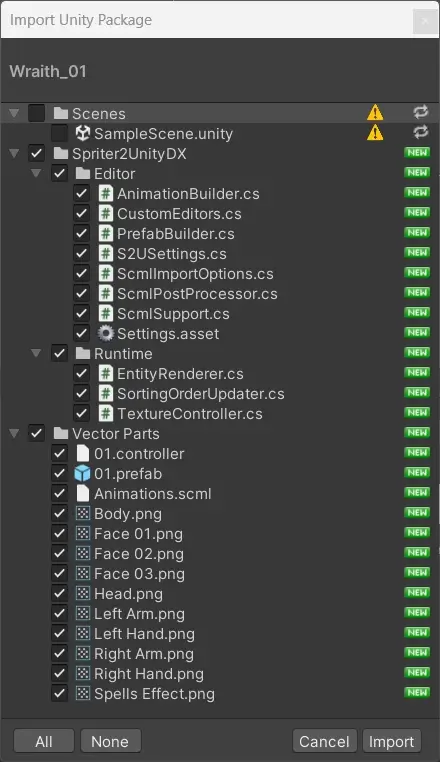 Import Unity Package
Wraith_01
Scenes
SampleScene.unity
Spriter2UnityDX NEW
Editor NEW
AnimationBuilder.cs NEW
CustomEditors.cs NEW
PrefabBuilder.cs NEW
S2USettings.cs NEW
ScmlImportOptions.cs NEW
ScmlPostProcessor.cs NEW
ScmlSupport.cs NEW
Settings.asset NEW
Runtime NEW
EntityRenderer.cs NEW
SortingOrderUpdater.cs NEW
TextureController.cs NEW
Vector Parts NEW
01.controller NEW
01.prefab NEW
Animations.scml NEW
Body.png NEW
Face 01.png NEW
Face 02.png NEW
Face 03.png NEW
Head.png NEW
Left Arm.png NEW
Left Hand.png NEW
Right Arm.png NEW
Right Hand.png NEW
Spells Effect.png NEW
All None Cancel Import